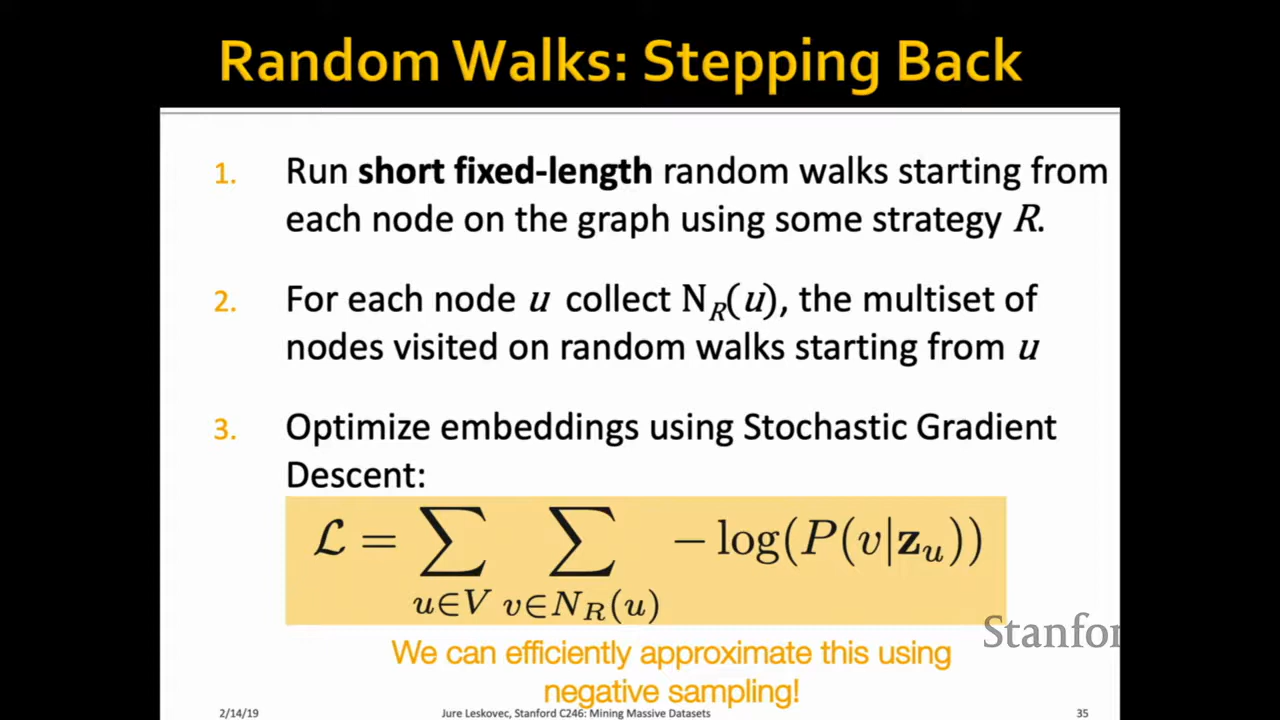 Random Walks: Stepping Back
1. Run short fixed-length random walks starting from
each node on the graph using some strategy R.
2. For each node u collect N_R(u), the multiset of
nodes visited on random walks starting from u
3. Optimize embeddings using Stochastic Gradient
Descent:
ℒ = ∑_{u∈V} ∑_{v∈N_R(u)} − log(P(v|𝐳_u))
Stanfor
We can efficiently approximate this using
negative sampling!
2/14/19 Jure Leskovec, Stanford C246: Mining Massive Datasets 35